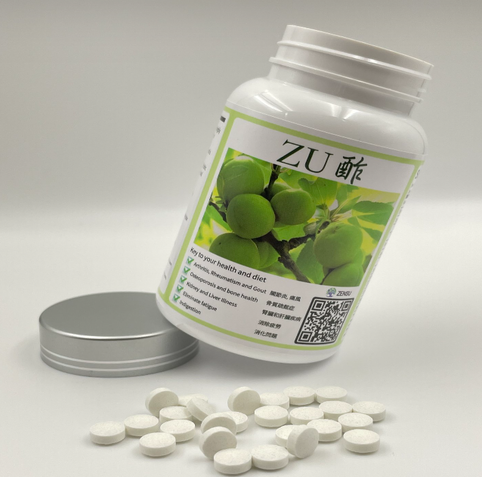 ZU 酢
Key to your health and diet
Arthritis, Rheumatism and Gout 關節炎, 痛風
Osteoporosis and bone health 骨質疏鬆症
Kidney and Liver Illness 腎臟和肝臟疾病
Eliminate fatigue 消除疲勞
Indigestion 消化問題
ZENSU